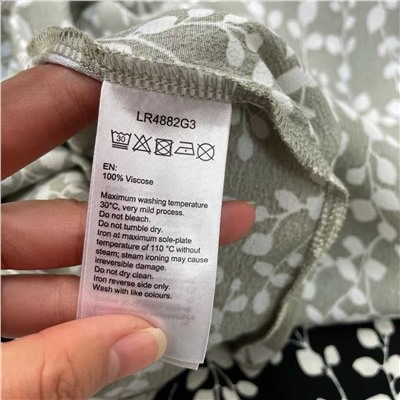 LR4882G3
30
EN:
100% Viscose
Maximum washing temperature
30°C, very mild process.
Do not bleach.
Do not tumble dry.
Iron at maximum sole-plate
temperature of 110 °C without
steam; steam ironing may cause
irreversible damage.
Do not dry clean.
Iron reverse side only.
Wash with like colours.